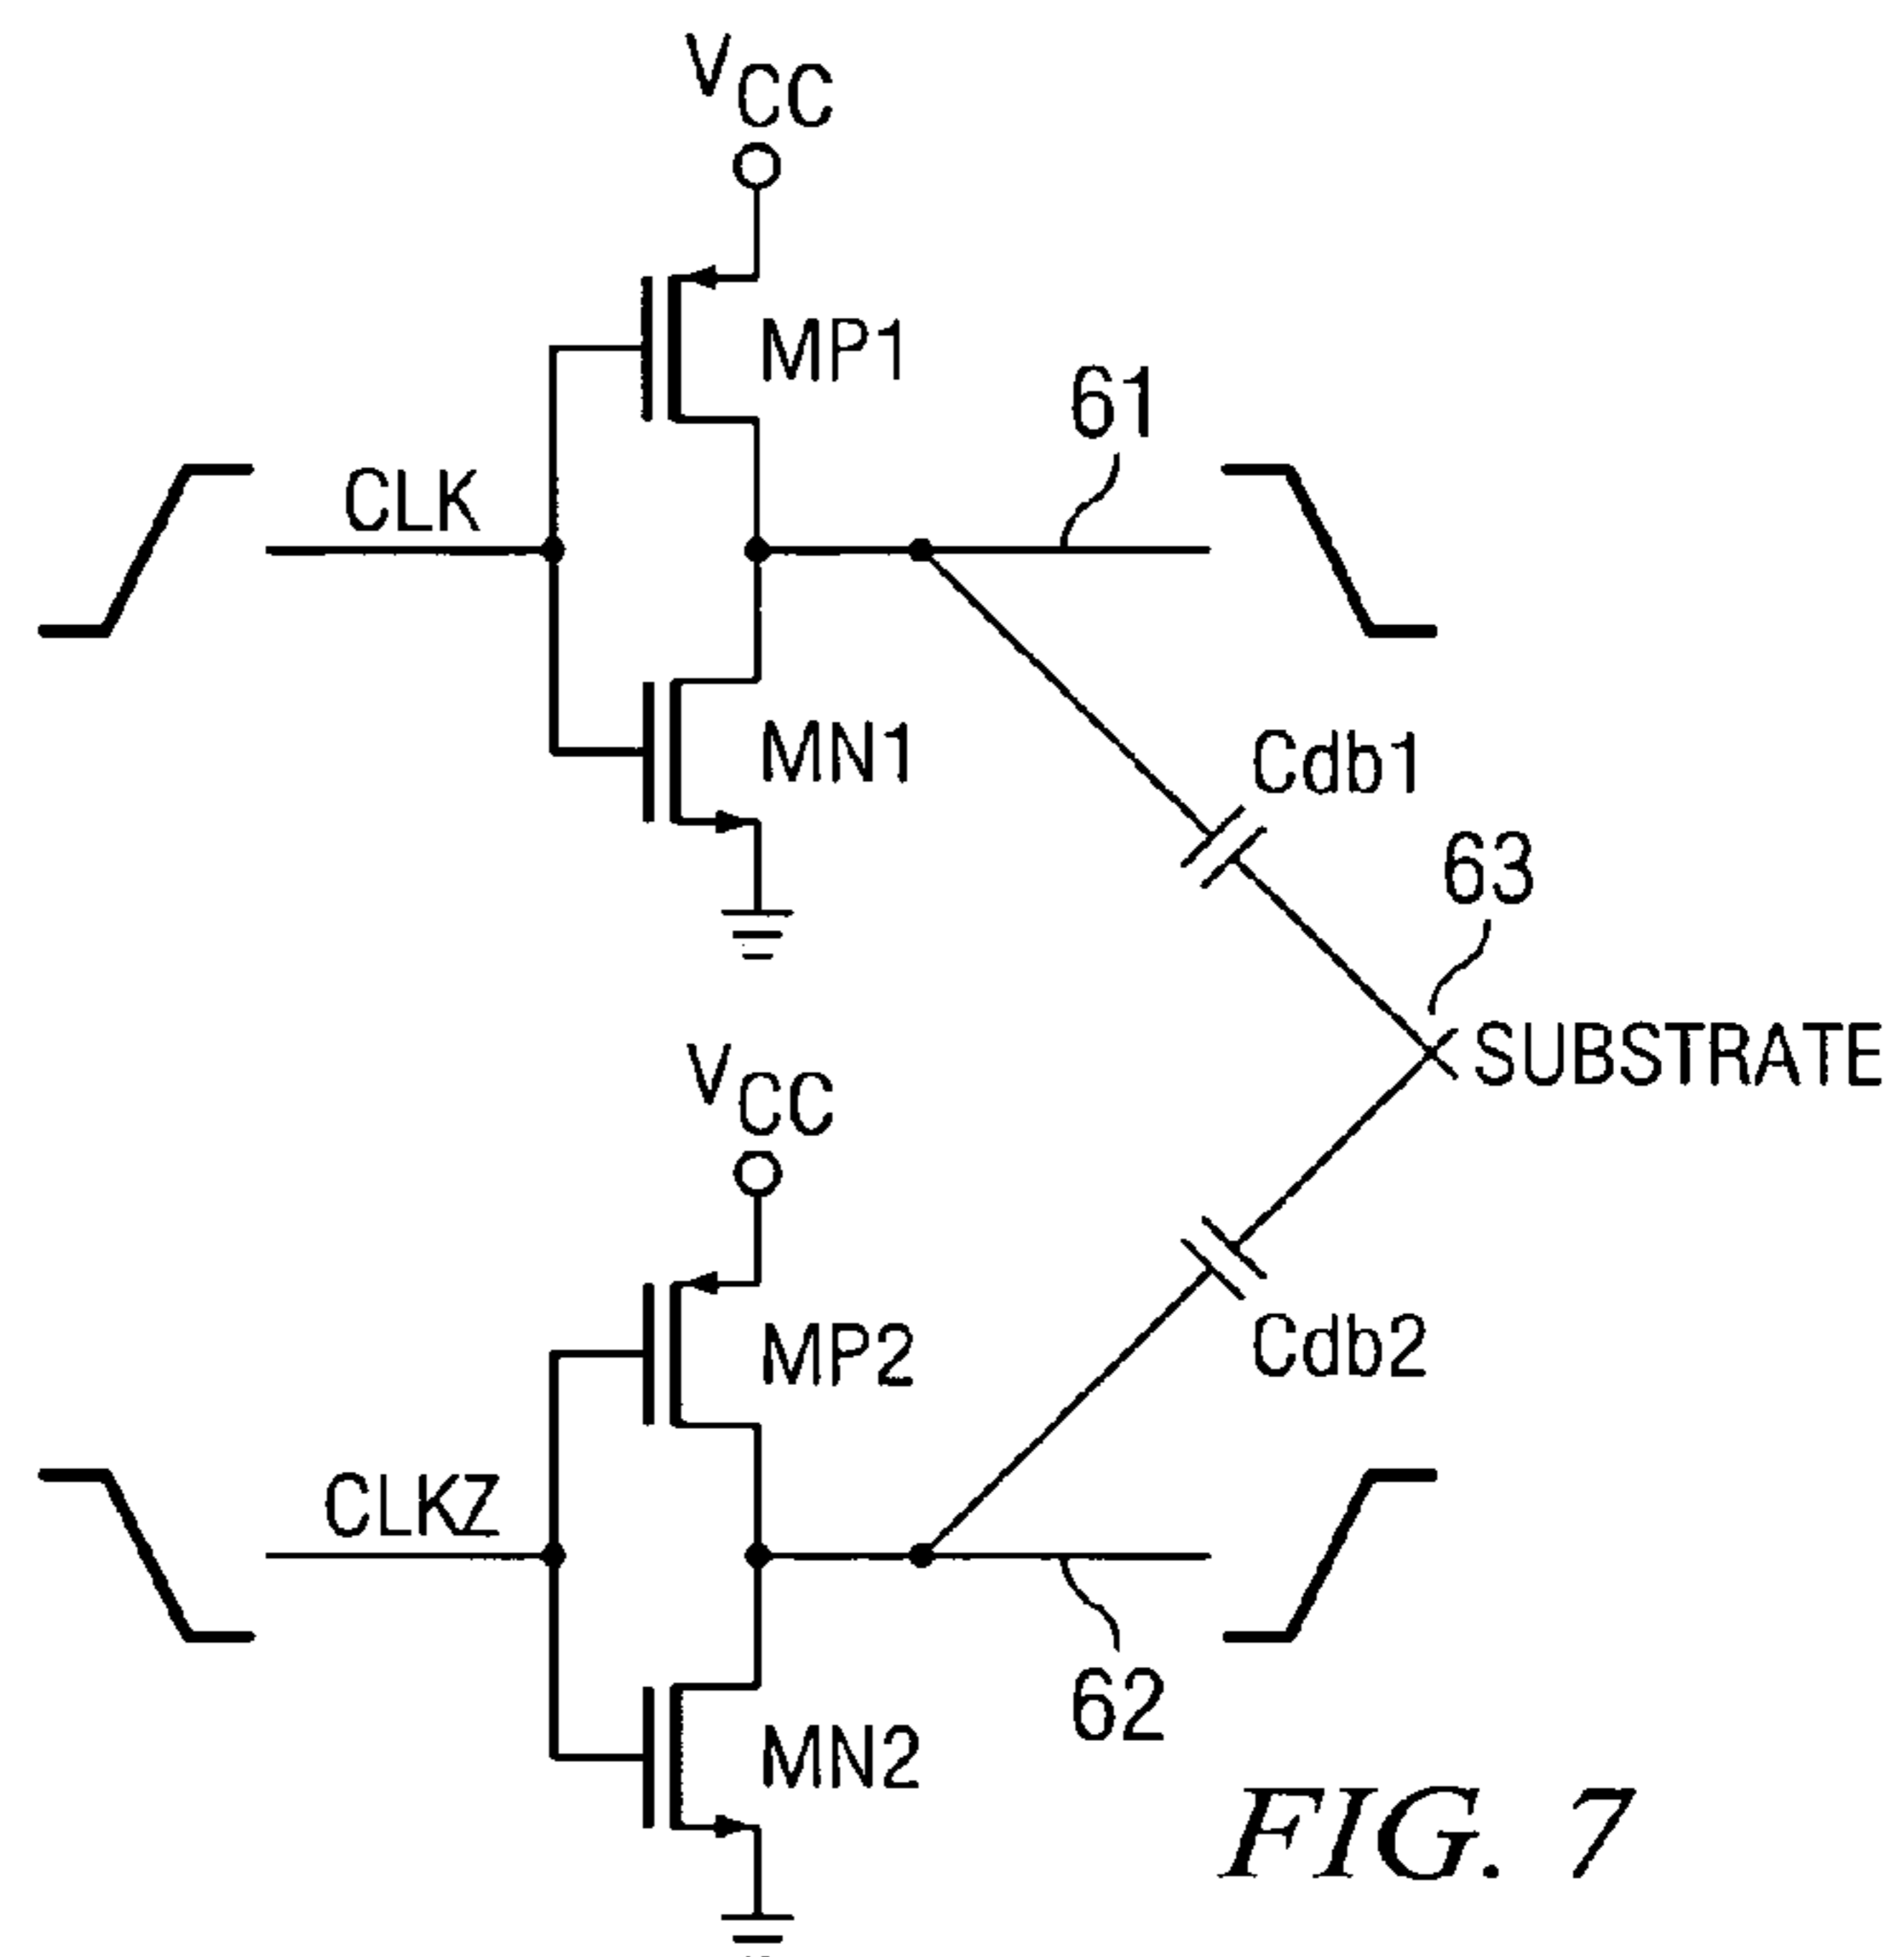 VCC
MP1
61
CLK
MN1
Cdb1
63
SUBSTRATE
VCC
MP2
Cdb2
CLKZ
62
MN2
FIG. 7